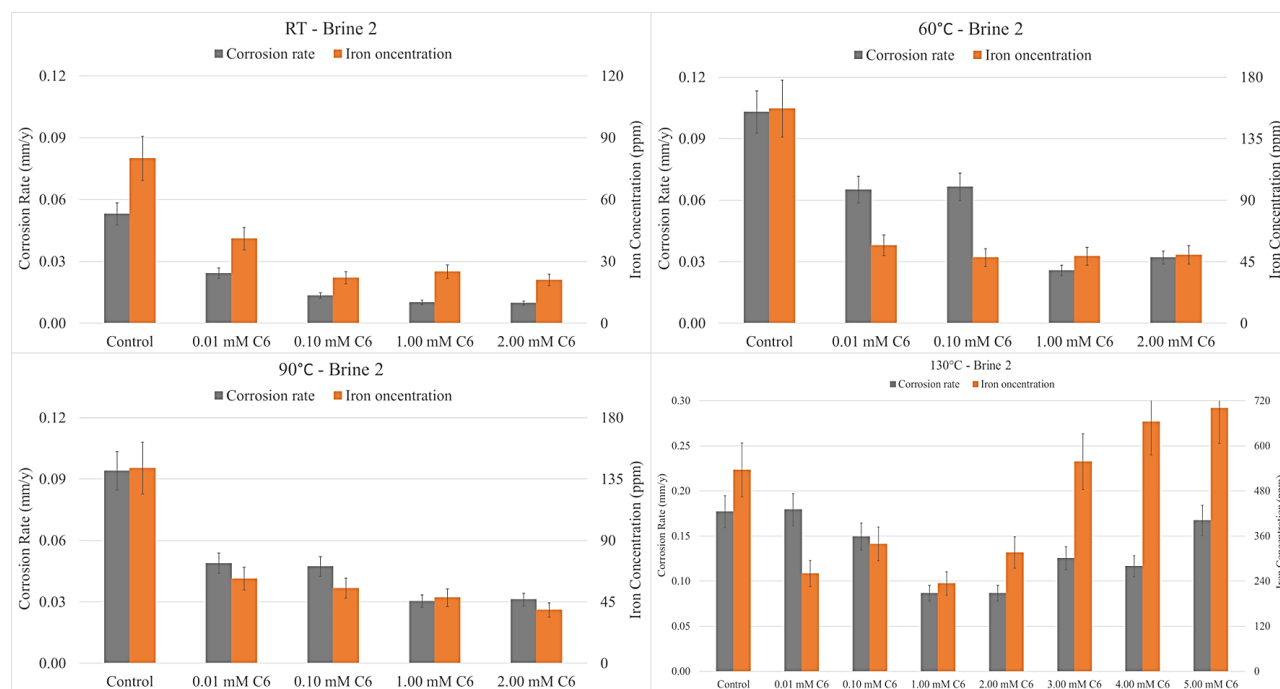 RT - Brine 2
Corrosion rate Iron oncentration
Corrosion Rate (mm/y)
0.12
0.09
0.06
0.03
0.00
Iron Concentration (ppm)
120
90
60
30
0
Control 0.01 mM C6 0.10 mM C6 1.00 mM C6 2.00 mM C6
60°C - Brine 2
Corrosion rate Iron oncentration
Corrosion Rate (mm/y)
0.12
0.09
0.06
0.03
0.00
Iron Concentration (ppm)
180
135
90
45
0
Control 0.01 mM C6 0.10 mM C6 1.00 mM C6 2.00 mM C6
90°C - Brine 2
Corrosion rate Iron oncentration
Corrosion Rate (mm/y)
0.12
0.09
0.06
0.03
0.00
Iron Concentration (ppm)
180
135
90
45
0
Control 0.01 mM C6 0.10 mM C6 1.00 mM C6 2.00 mM C6
130°C - Brine 2
Corrosion rate Iron oncentration
Corrosion Rate (mm/y)
0.30
0.25
0.20
0.15
0.10
0.05
0.00
Iron Concentration (ppm)
720
600
480
360
240
120
0
Control 0.01 mM C6 0.10 mM C6 1.00 mM C6 2.00 mM C6 3.00 mM C6 4.00 mM C6 5.00 mM C6